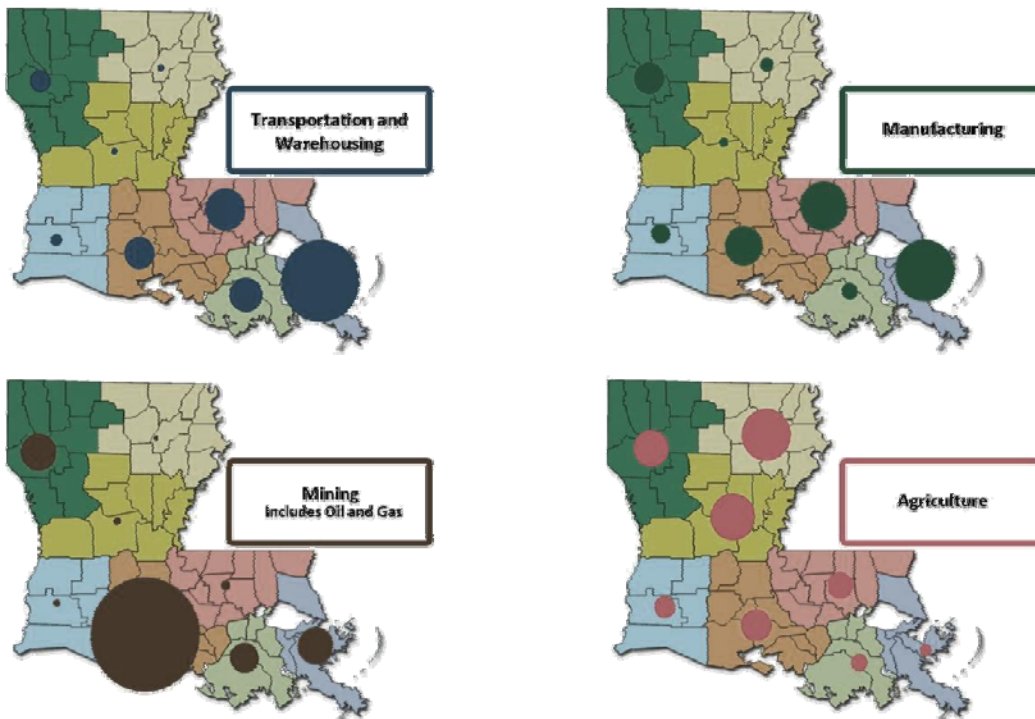 Transportation and
Warehousing
Manufacturing
Mining
Includes Oil and Gas
Agriculture